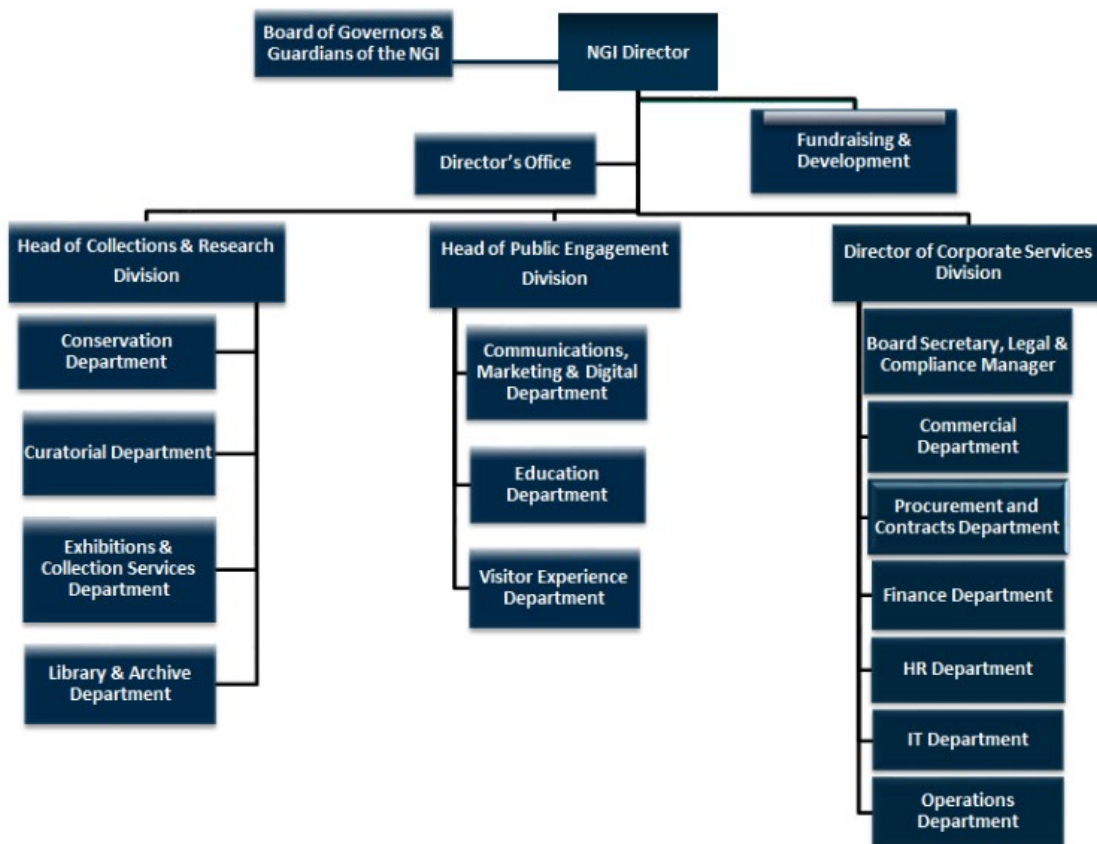 Board of Governors &
Guardians of the NGI
NGI Director
Fundraising &
Development
Director's Office
Head of Collections & Research
Division
Head of Public Engagement
Division
Director of Corporate Services
Division
Conservation
Department
Curatorial Department
Exhibitions &
Collection Services
Department
Library & Archive
Department
Communications,
Marketing & Digital
Department
Education
Department
Visitor Experience
Department
Board Secretary, Legal &
Compliance Manager
Commercial
Department
Procurement and
Contracts Department
Finance Department
HR Department
IT Department
Operations
Department